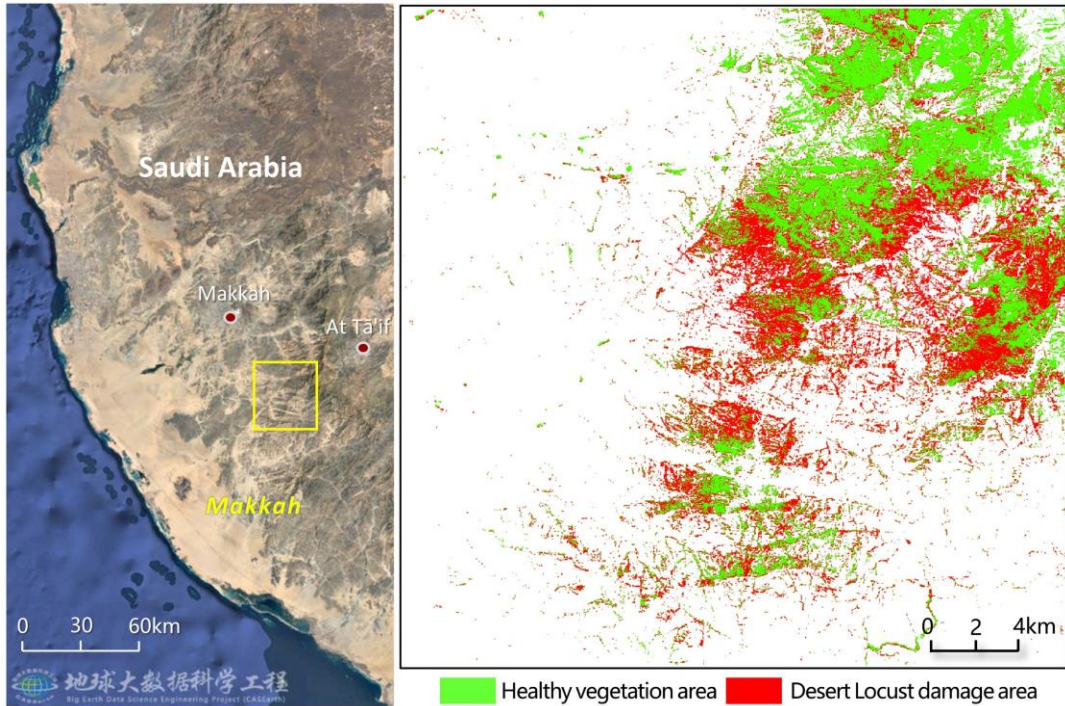 Saudi Arabia
Makkah
At Ta'if
Makkah
0 30 60km
地球大数据科学工程
Big Earth Data Science Engineering Project (CASEarth)
0 2 4km
Healthy vegetation area
Desert Locust damage area